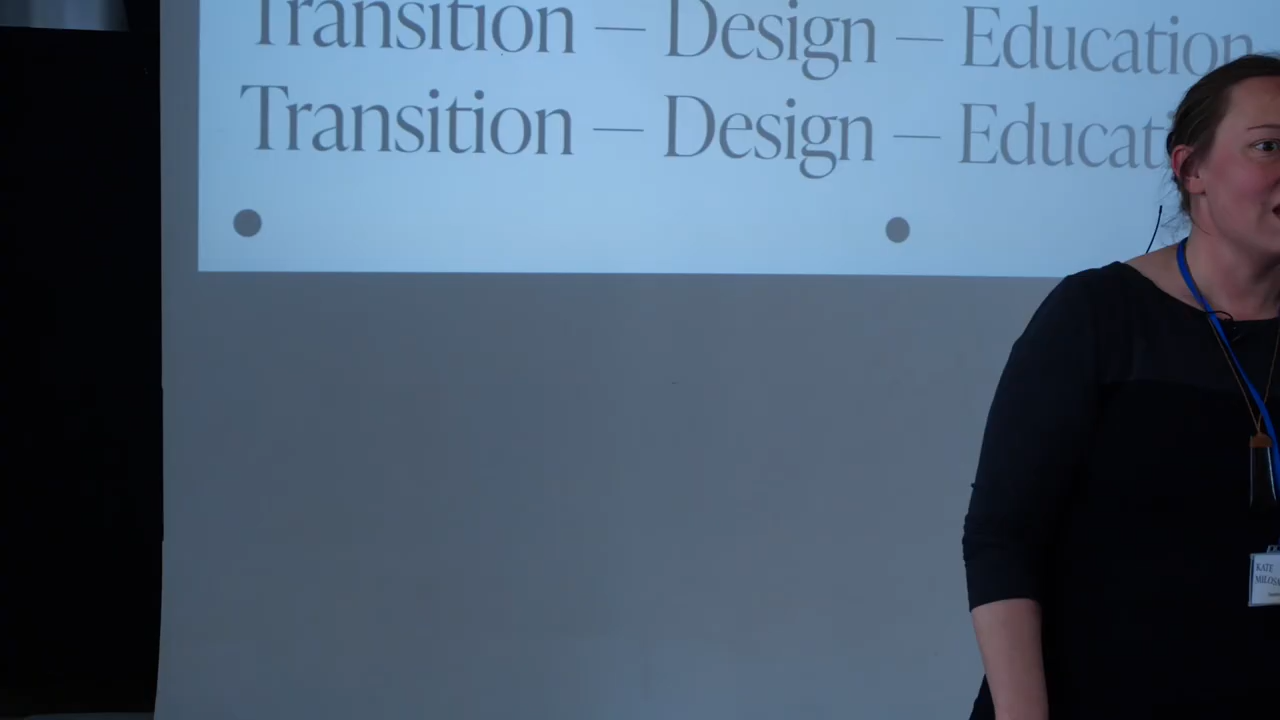 Transition — Design — Education
Transition — Design — Educat
KATE